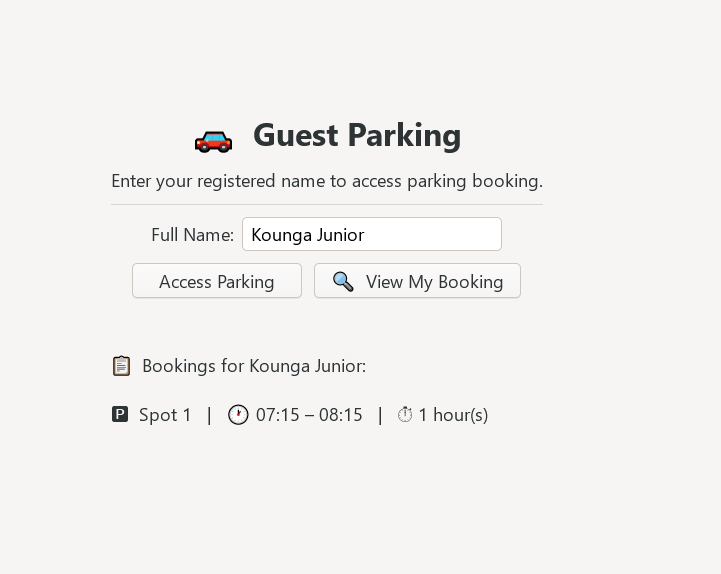 🚗 Guest Parking
Enter your registered name to access parking booking.
Full Name: Kounga Junior
Access Parking 🔍 View My Booking
📋 Bookings for Kounga Junior:
🅿 Spot 1 | 🕐 07:15 – 08:15 | ⏱ 1 hour(s)